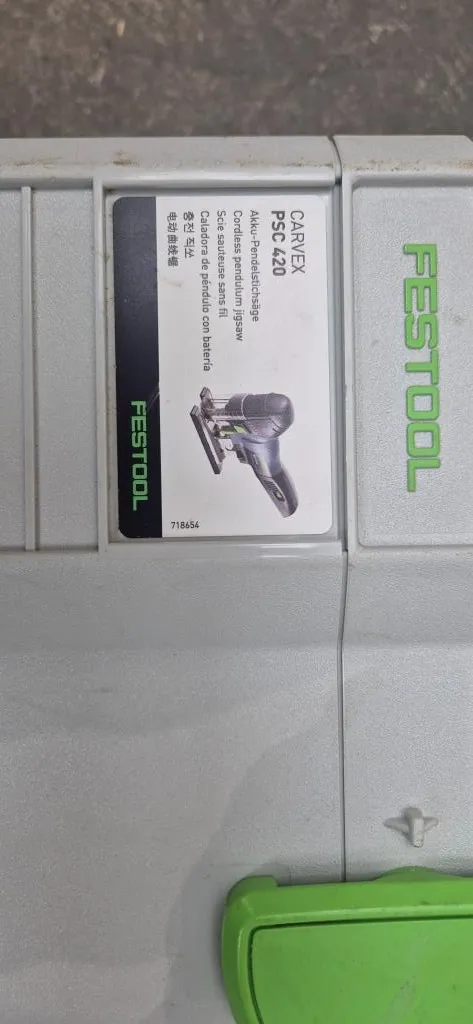 CARVEX
PSC 420
Akku-Pendelstichsäge
Cordless pendulum jigsaw
Scie sauteuse sans fil
Caladora de péndulo con batería
충전 직쏘
电动曲线锯
718654
FESTOOL
FESTOOL